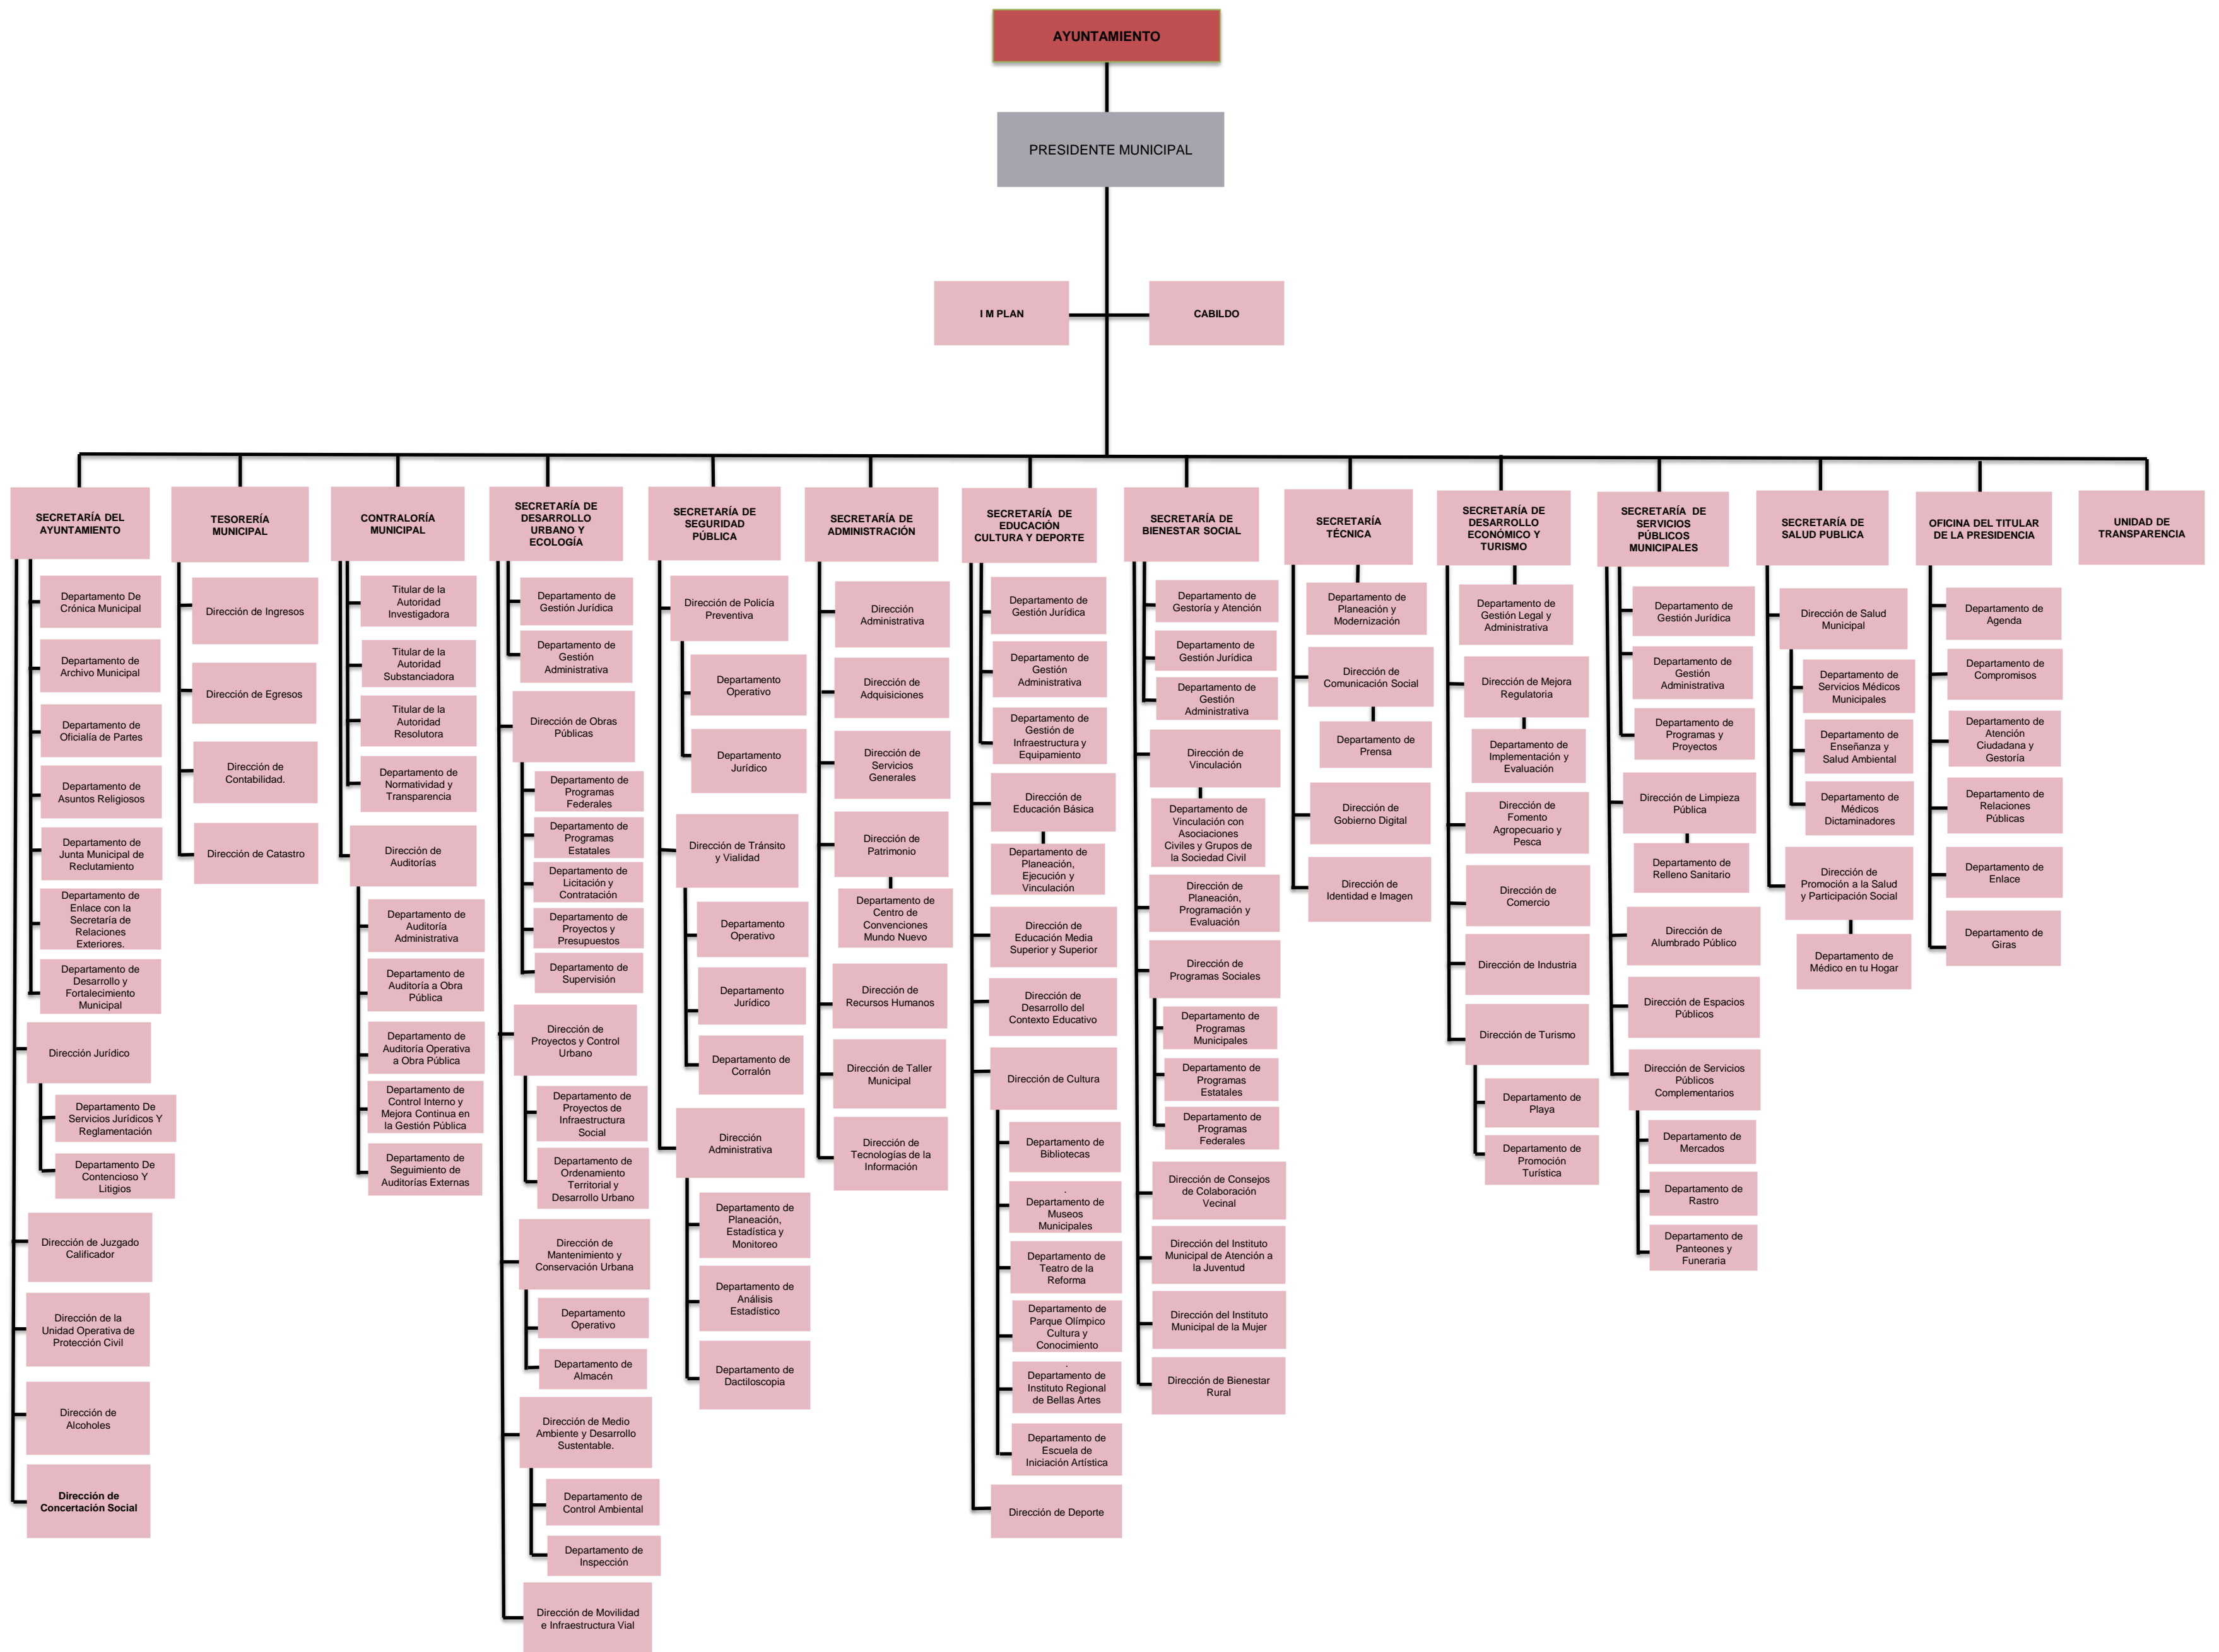 AYUNTAMIENTO
PRESIDENTE MUNICIPAL
I M PLAN
CABILDO
SECRETARÍA DEL
AYUNTAMIENTO
Departamento De
Crónica Municipal
Departamento de
Archivo Municipal
Departamento de
Oficialía de Partes
Departamento de
Asuntos Religiosos
Departamento de
Junta Municipal de
Reclutamiento
Departamento de
Enlace con la
Secretaría de
Relaciones
Exteriores.
Departamento de
Desarrollo y
Fortalecimiento
Municipal
Dirección Jurídico
Departamento De
Servicios Jurídicos Y
Reglamentación
Departamento De
Contencioso Y
Litigios
Dirección de Juzgado
Calificador
Dirección de la
Unidad Operativa de
Protección Civil
Dirección de
Alcoholes
Dirección de
Concertación Social
TESORERÍA
MUNICIPAL
Dirección de Ingresos
Dirección de Egresos
Dirección de
Contabilidad.
Dirección de Catastro
CONTRALORÍA
MUNICIPAL
Titular de la
Autoridad
Investigadora
Titular de la
Autoridad
Substanciadora
Titular de la
Autoridad
Resolutora
Departamento de
Normatividad y
Transparencia
Dirección de
Auditorías
Departamento de
Auditoría
Administrativa
Departamento de
Auditoría a Obra
Pública
Departamento de
Auditoría Operativa
a Obra Pública
Departamento de
Control Interno y
Mejora Continua en
la Gestión Pública
Departamento de
Seguimiento de
Auditorías Externas
SECRETARÍA DE
DESARROLLO
URBANO Y
ECOLOGÍA
Departamento de
Gestión Jurídica
Departamento de
Gestión
Administrativa
Dirección de Obras
Públicas
Departamento de
Programas
Federales
Departamento de
Programas
Estatales
Departamento de
Licitación y
Contratación
Departamento de
Proyectos y
Presupuestos
Departamento de
Supervisión
Dirección de
Proyectos y Control
Urbano
Departamento de
Proyectos de
Infraestructura
Social
Departamento de
Ordenamiento
Territorial y
Desarrollo Urbano
Dirección de
Mantenimiento y
Conservación Urbana
Departamento
Operativo
Departamento de
Almacén
Dirección de Medio
Ambiente y Desarrollo
Sustentable.
Departamento de
Control Ambiental
Departamento de
Inspección
Dirección de Movilidad
e Infraestructura Vial
SECRETARÍA DE
SEGURIDAD
PÚBLICA
Dirección de Policía
Preventiva
Departamento
Operativo
Departamento
Jurídico
Dirección de Tránsito
y Vialidad
Departamento
Operativo
Departamento
Jurídico
Departamento de
Corralón
Dirección
Administrativa
Departamento de
Planeación,
Estadística y
Monitoreo
Departamento de
Análisis
Estadístico
Dactartamento de
Dactiloscopia
SECRETARÍA DE
ADMINISTRACIÓN
Dirección
Administrativa
Dirección de
Adquisiciones
Dirección de
Servicios
Generales
Dirección de
Patrimonio
Departamento de
Centro de
Convenciones
Mundo Nuevo
Dirección de
Recursos Humanos
Dirección de Taller
Municipal
Dirección de
Tecnologías de la
Información
SECRETARÍA DE
EDUCACIÓN
CULTURA Y DEPORTE
Departamento de
Gestión Jurídica
Departamento de
Gestión
Administrativa
Departamento de
Gestión de
Infraestructura y
Equipamiento
Dirección de
Educación Básica
Departamento de
Planeación,
Ejecución y
Vinculación
Dirección de
Educación Media
Superior y Superior
Dirección de
Desarrollo del
Contexto Educativo
Dirección de Cultura
Departamento de
Bibliotecas
.
Departamento de
Museos
Municipales
Departamento de
Teatro de la
Reforma
Departamento de
Parque Olímpico
Cultura y
Conocimiento
.
Departamento de
Instituto Regional
de Bellas Artes
Departamento de
Escuela de
Iniciación Artística
Dirección de Deporte
SECRETARÍA DE
BIENESTAR SOCIAL
Departamento de
Gestoría y Atención
Departamento de
Gestión Jurídica
Departamento de
Gestión
Administrativa
Dirección de
Vinculación
Departamento de
Vinculación con
Asociaciones
Civiles y Grupos de
la Sociedad Civil
Dirección de
Planeación,
Programación y
Evaluación
Dirección de
Programas Sociales
Departamento de
Programas
Municipales
Departamento de
Programas
Estatales
Departamento de
Programas
Federales
Dirección de Consejos
de Colaboración
Vecinal
Dirección del Instituto
Municipal de Atención a
la Juventud
Dirección del Instituto
Municipal de la Mujer
Dirección de Bienestar
Rural
SECRETARÍA
TÉCNICA
Departamento de
Planeación y
Modernización
Dirección de
Comunicación Social
Departamento de
Prensa
Dirección de
Gobierno Digital
Dirección de
Identidad e Imagen
SECRETARÍA DE
DESARROLLO
ECONÓMICO Y
TURISMO
Departamento de
Gestión Legal y
Administrativa
Dirección de Mejora
Regulatoria
Departamento de
Implementación y
Evaluación
Dirección de
Fomento
Agropecuario y
Pesca
Dirección de
Comercio
Dirección de Industria
Dirección de Turismo
Departamento de
Playa
Departamento de
Promoción
Turística
SECRETARÍA DE
SERVICIOS
PÚBLICOS
MUNICIPALES
Departamento de
Gestión Jurídica
Departamento de
Gestión
Administrativa
Departamento de
Programas y
Proyectos
Dirección de Limpieza
Pública
Departamento de
Relleno Sanitario
Dirección de
Alumbrado Público
Dirección de Espacios
Públicos
Dirección de Servicios
Públicos
Complementarios
Departamento de
Mercados
Departamento de
Rastro
Departamento de
Panteones y
Funeraria
SECRETARÍA DE
SALUD PUBLICA
Dirección de Salud
Municipal
Departamento de
Servicios Médicos
Municipales
Departamento de
Enseñanza y
Salud Ambiental
Departamento de
Médicos
Dictaminadores
Dirección de
Promoción a la Salud
y Participación Social
Departamento de
Médico en tu Hogar
OFICINA DEL TITULAR
DE LA PRESIDENCIA
Departamento de
Agenda
Departamento de
Compromisos
Departamento de
Atención
Ciudadana y
Gestoría
Departamento de
Relaciones
Públicas
Departamento de
Enlace
Departamento de
Giras
UNIDAD DE
TRANSPARENCIA